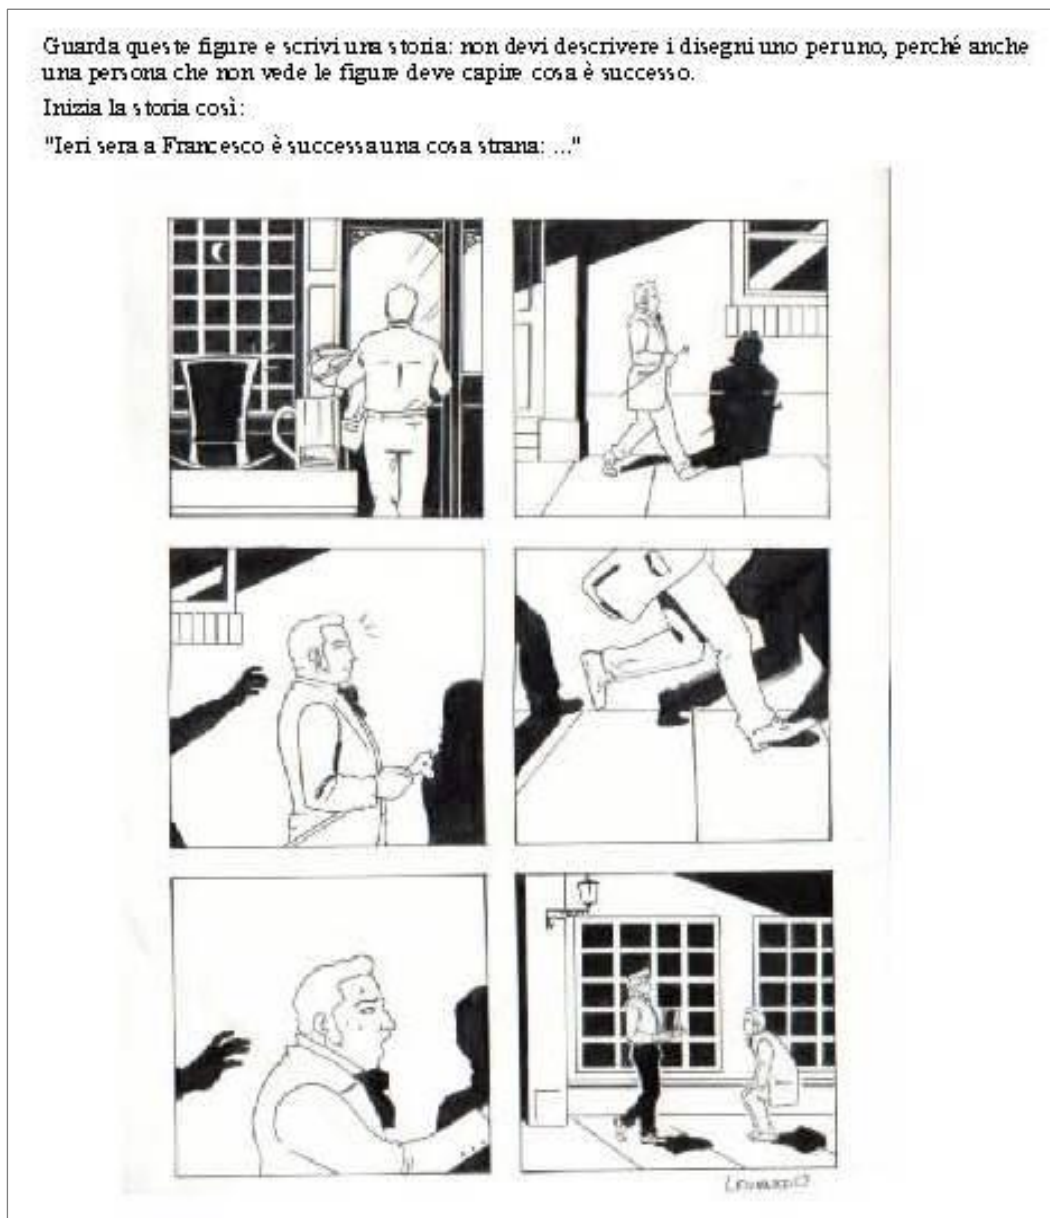 Guarda queste figure e scrivi una storia: non devi descrivere i disegni uno per uno, perché anche
una persona che non vede le figure deve capire cosa è successo.
Inizia la storia così:
"Ieri sera a Francesco è successa una cosa strana: ..."